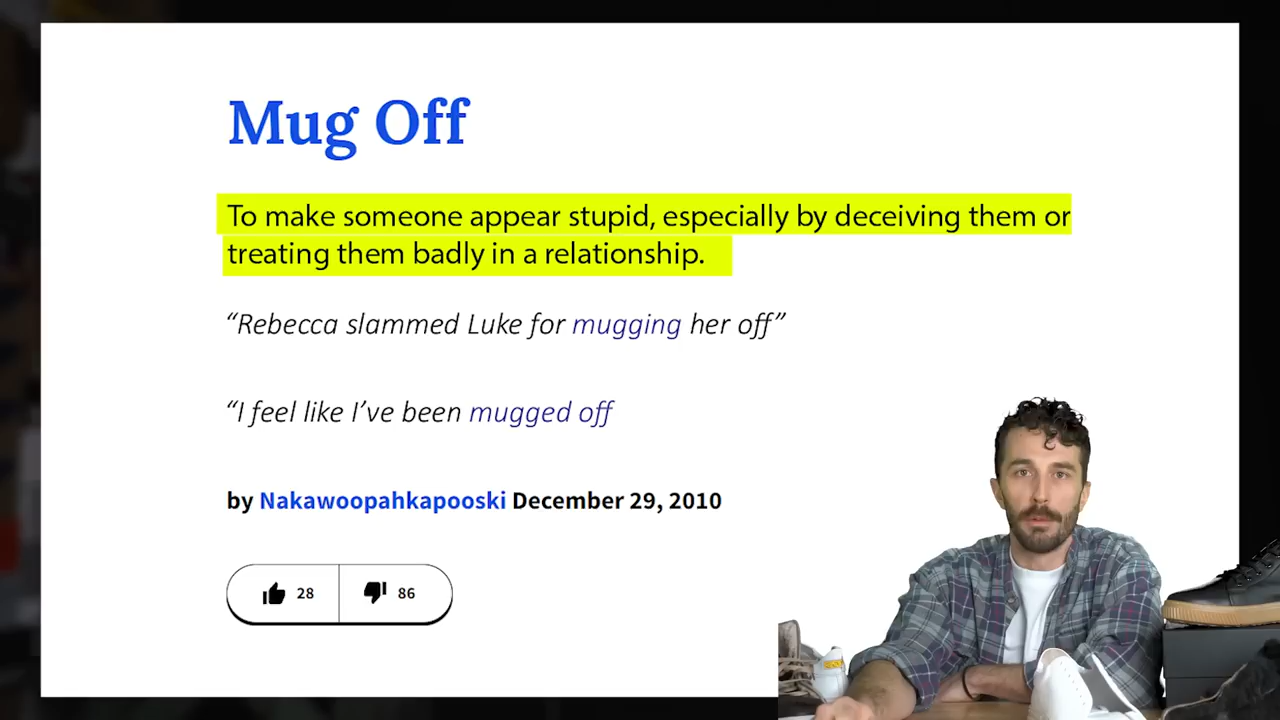 Mug Off
To make someone appear stupid, especially by deceiving them or
treating them badly in a relationship.
“Rebecca slammed Luke for mugging her off”
“I feel like I’ve been mugged off
by Nakawoopahkapooski December 29, 2010
28 86